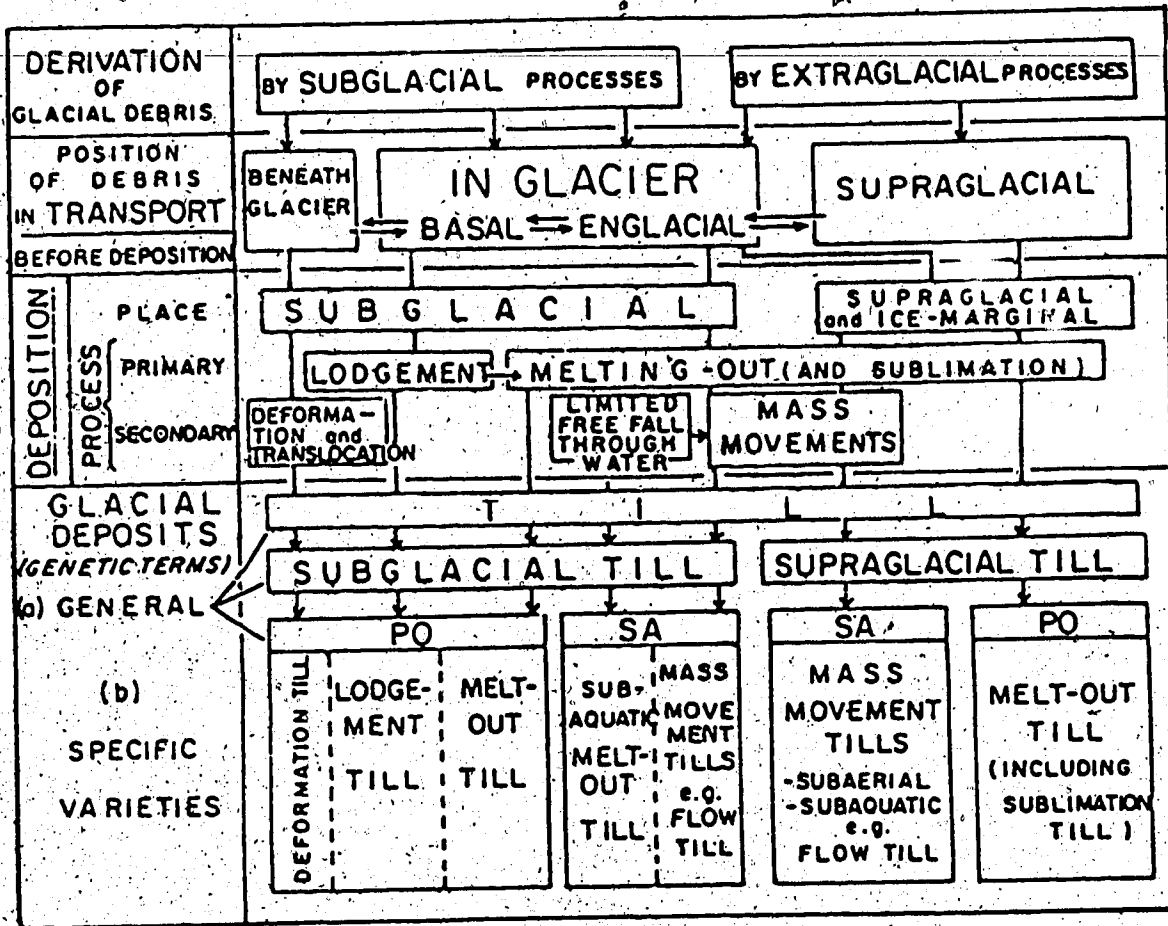 DERIVATION
OF
GLACIAL DEBRIS
BY SUBGLACIAL PROCESSES
BY EXTRAGLACIAL PROCESSES
POSITION
OF DEBRIS
IN TRANSPORT
BEFORE DEPOSITION
BENEATH
GLACIER
IN GLACIER
BASAL ENGLACIAL
SUPRAGLACIAL
DEPOSITION
PLACE
PROCESS
PRIMARY
SECONDARY
SUBGLACIAL
SUPRAGLACIAL
and ICE-MARGINAL
LODGEMENT
MELTING-OUT (AND SUBLIMATION)
DEFORMA-
TION and
TRANSLOCATION
LIMITED
FREE FALL
THROUGH
WATER
MASS
MOVEMENTS
GLACIAL
DEPOSITS
(GENETIC TERMS)
(a) GENERAL
TILL
SUBGLACIAL TILL
SUPRAGLACIAL TILL
(b)
SPECIFIC
VARIETIES
PO
DEFORMATION TILL
LODGE-
MENT
TILL
MELT-
OUT
TILL
SA
SUB-
AQUATIC
MELT-
OUT
TILL
MASS
MOVE
MENT
TILLS
e.g.
FLOW
TILL
SA
MASS
MOVEMENT
TILLS
-SUBAERIAL
-SUBAQUATIC
e.g.
FLOW TILL
PO
MELT-OUT
TILL
(INCLUDING
SUBLIMATION
TILL)